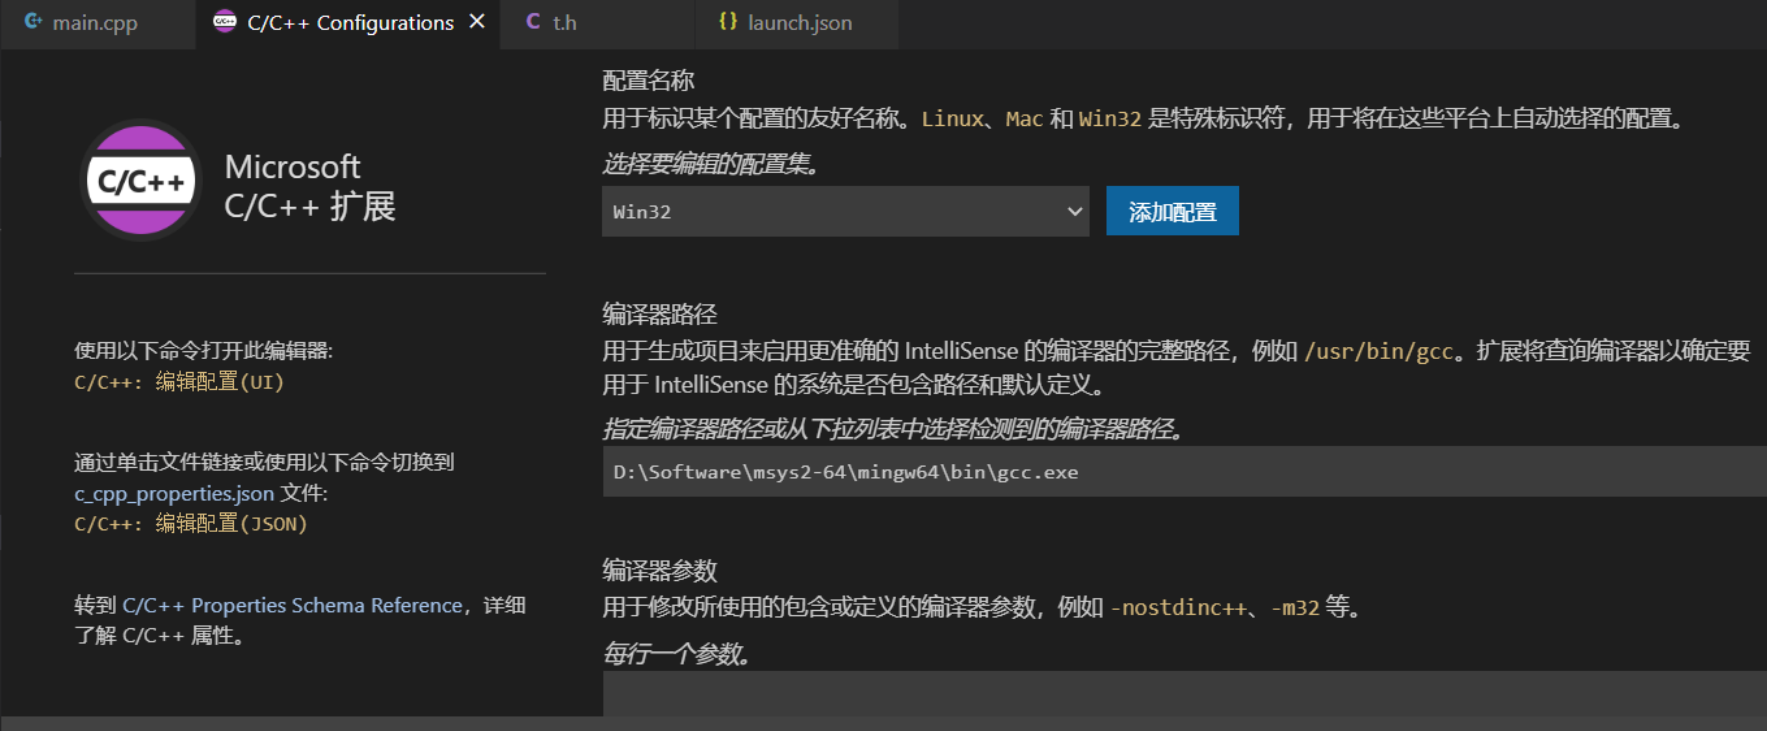 main.cpp
C/C++ Configurations
t.h
launch.json
C/C++
Microsoft
C/C++ 扩展
使用以下命令打开此编辑器:
C/C++: 编辑配置(UI)
通过单击文件链接或使用以下命令切换到
c_cpp_properties.json 文件:
C/C++: 编辑配置(JSON)
转到 C/C++ Properties Schema Reference，详细
了解 C/C++ 属性。
配置名称
用于标识某个配置的友好名称。Linux、Mac 和 Win32 是特殊标识符，用于将在这些平台上自动选择的配置。
选择要编辑的配置集。
Win32
添加配置
编译器路径
用于生成项目来启用更准确的 IntelliSense 的编译器的完整路径，例如 /usr/bin/gcc。扩展将查询编译器以确定要
用于 IntelliSense 的系统是否包含路径和默认定义。
指定编译器路径或从下拉列表中选择检测到的编译器路径。
D:\Software\msys2-64\mingw64\bin\gcc.exe
编译器参数
用于修改所使用的包含或定义的编译器参数，例如 -nostdinc++、-m32 等。
每行一个参数。